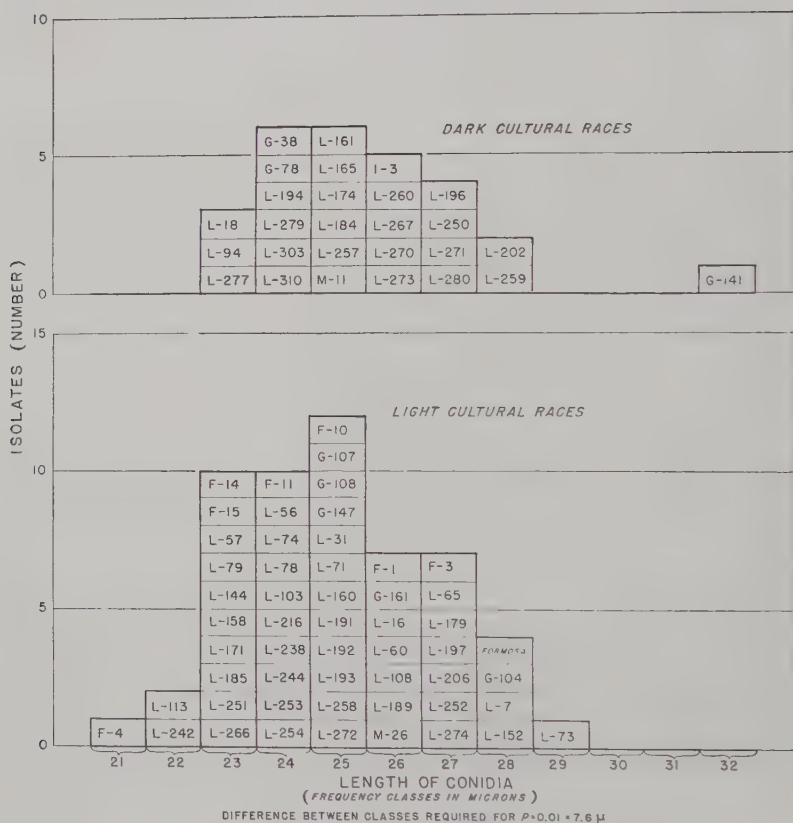 10
DARK CULTURAL RACES
G-38 L-161
G-78 L-165 I-3
5
L-194 L-174 L-260 L-196
L-18 L-279 L-184 L-267 L-250
L-94 L-303 L-257 L-270 L-271 L-202
L-277 L-310 M-11 L-273 L-280 L-259 G-141
0
ISOLATES (NUMBER)
15
LIGHT CULTURAL RACES
F-10
G-107
10
F-14 F-11 G-108
F-15 L-56 G-147
L-57 L-74 L-31
L-79 L-78 L-71 F-1 F-3
L-144 L-103 L-160 G-161 L-65
5
L-158 L-216 L-191 L-16 L-179
L-171 L-238 L-192 L-60 L-197 FORMOSA
L-185 L-244 L-193 L-108 L-206 G-104
L-113 L-251 L-253 L-258 L-189 L-252 L-7
F-4 L-242 L-266 L-254 L-272 M-26 L-274 L-152 L-73
0
21 22 23 24 25 26 27 28 29 30 31 32
LENGTH OF CONIDIA
(FREQUENCY CLASSES IN MICRONS)
DIFFERENCE BETWEEN CLASSES REQUIRED FOR P=0.01 = 7.6 μ